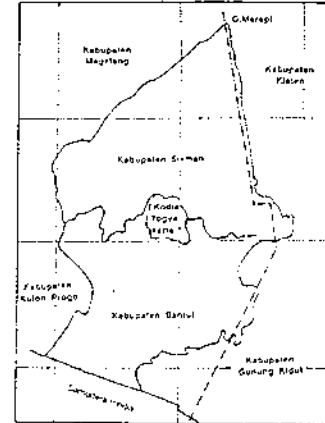 G. Merapi
Kabupaten
Magelang
Kabupaten
Klaten
Kabupaten Sleman
Kodia
Yogya
karta
Kabupaten
Kulon Progo
Kabupaten Bantul
Kabupaten
Gunung Kidul